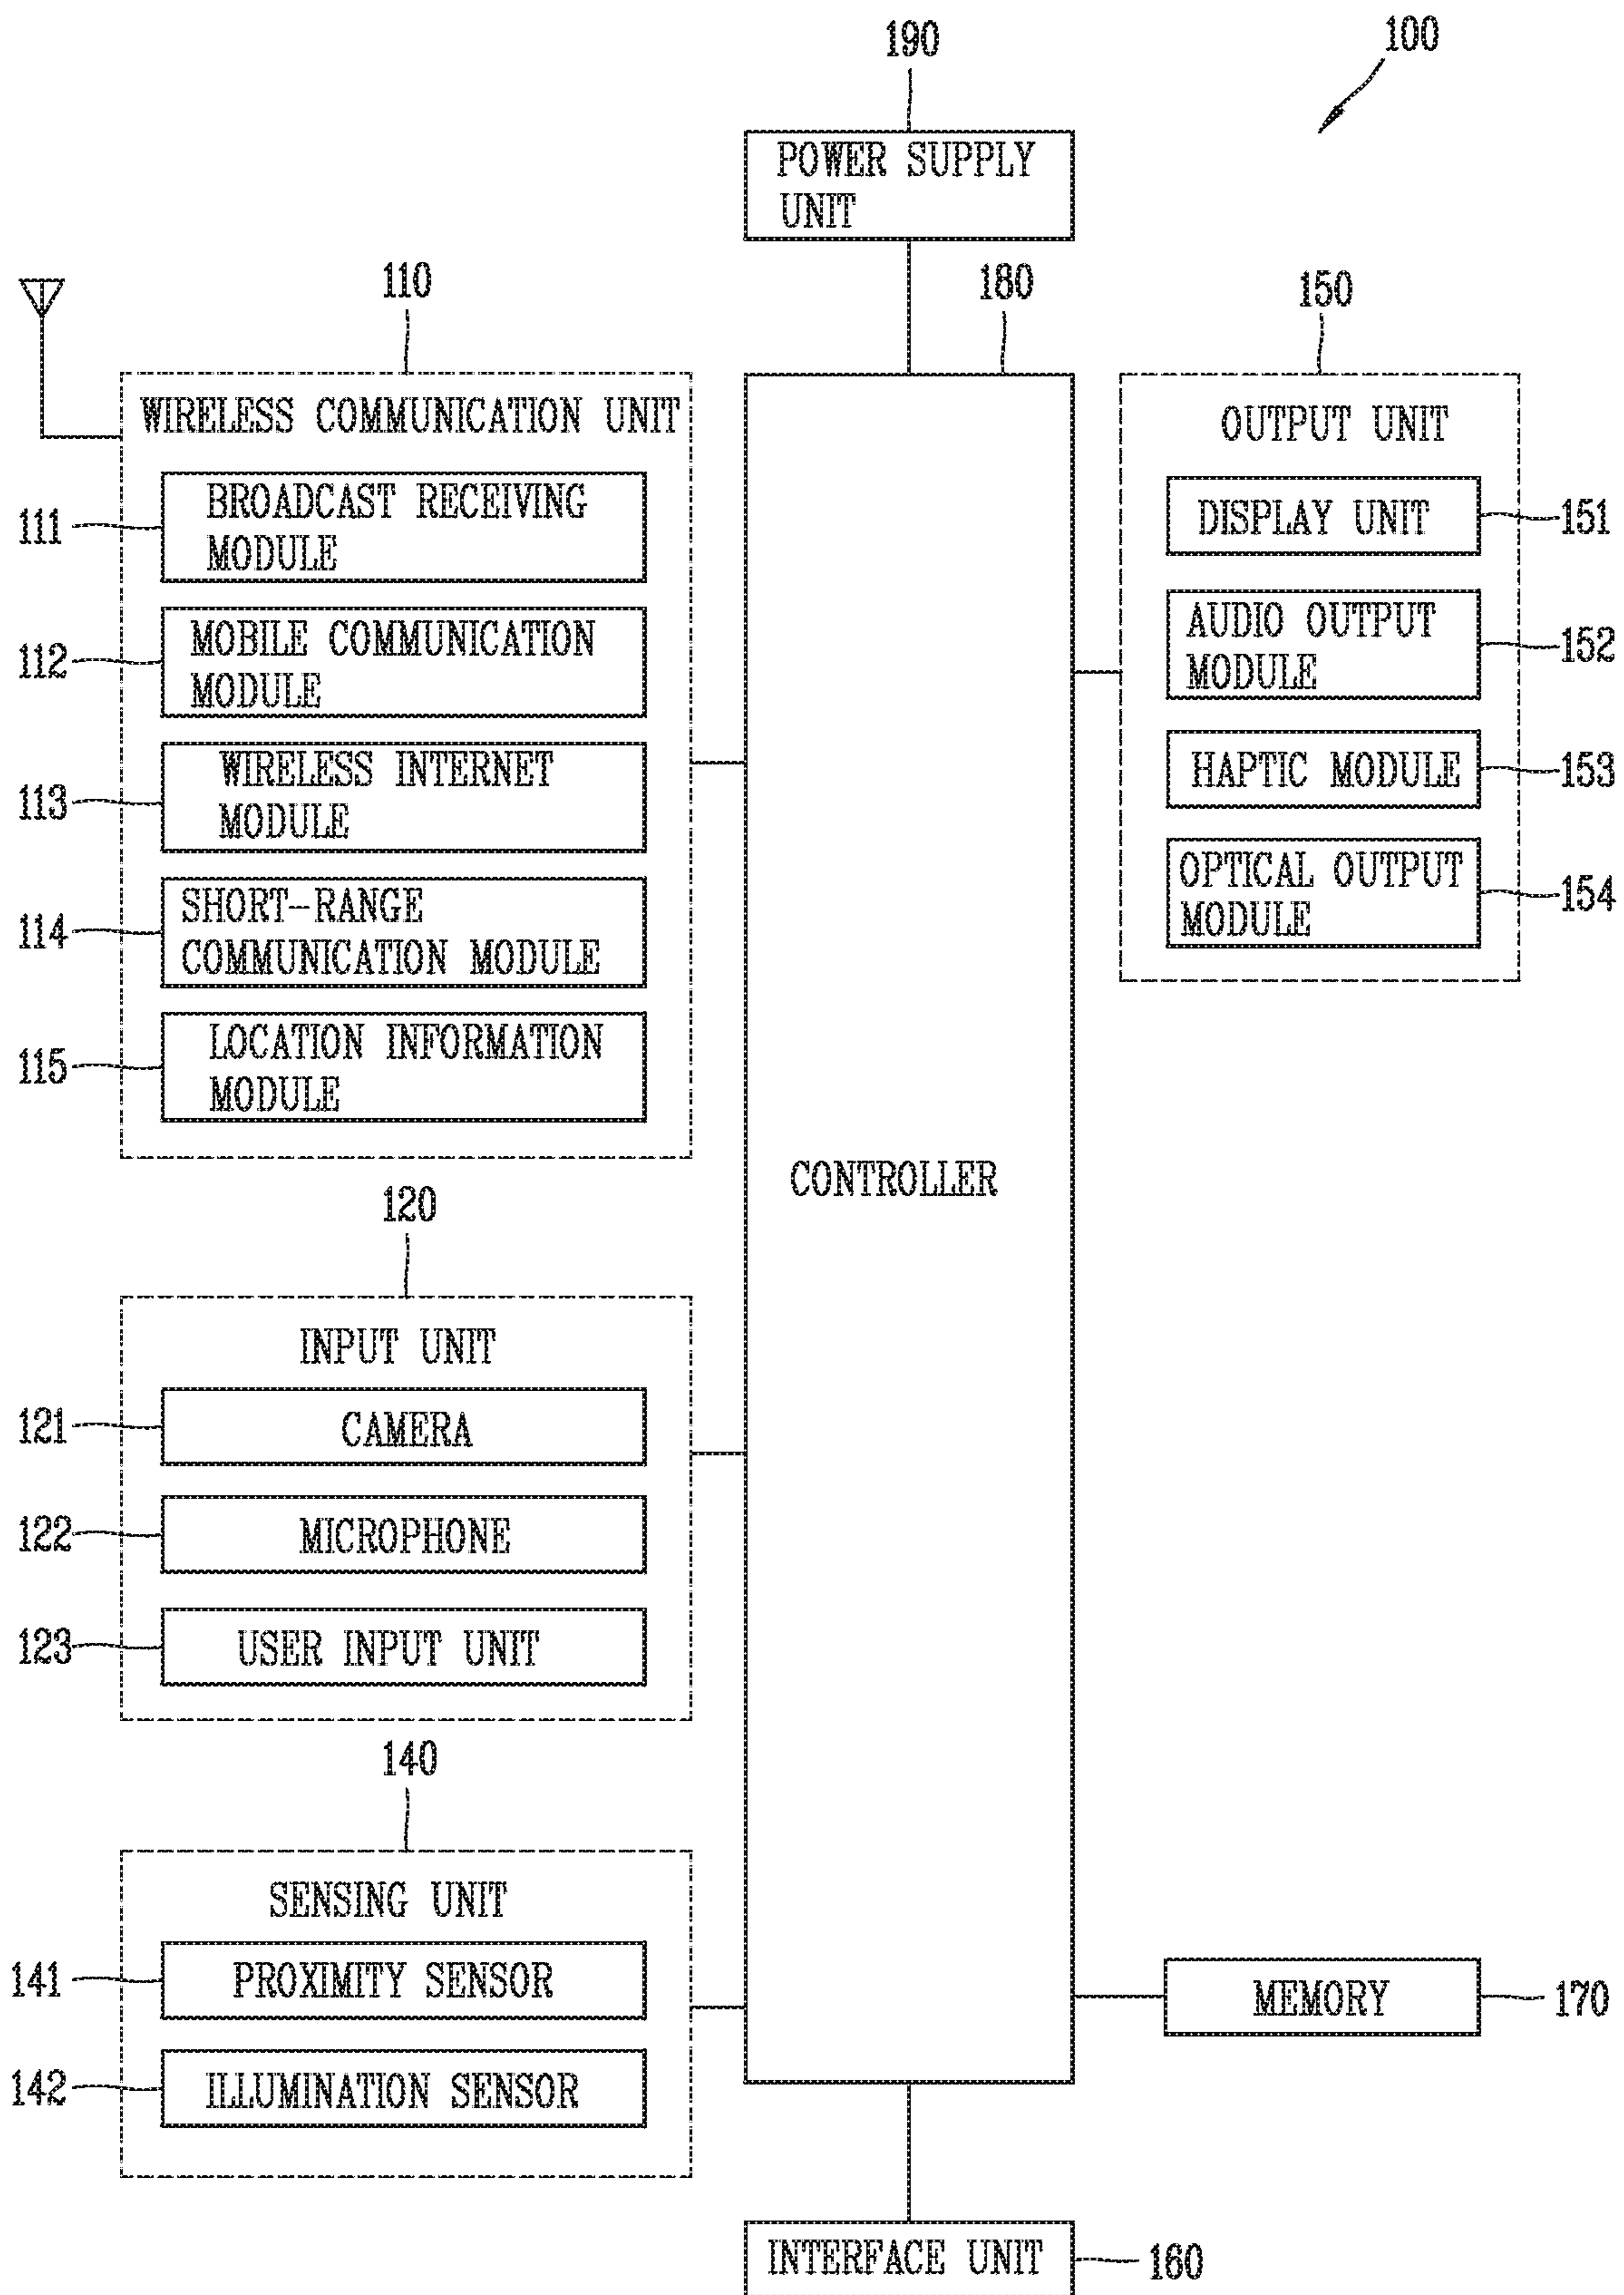 190
100
POWER SUPPLY
UNIT
110
180
150
WIRELESS COMMUNICATION UNIT
111
BROADCAST RECEIVING
MODULE
112
MOBILE COMMUNICATION
MODULE
113
WIRELESS INTERNET
MODULE
114
SHORT-RANGE
COMMUNICATION MODULE
115
LOCATION INFORMATION
MODULE
OUTPUT UNIT
DISPLAY UNIT
151
AUDIO OUTPUT
MODULE
152
HAPTIC MODULE
153
OPTICAL OUTPUT
MODULE
154
CONTROLLER
120
INPUT UNIT
121
CAMERA
122
MICROPHONE
123
USER INPUT UNIT
140
SENSING UNIT
141
PROXIMITY SENSOR
142
ILLUMINATION SENSOR
MEMORY
170
INTERFACE UNIT
160